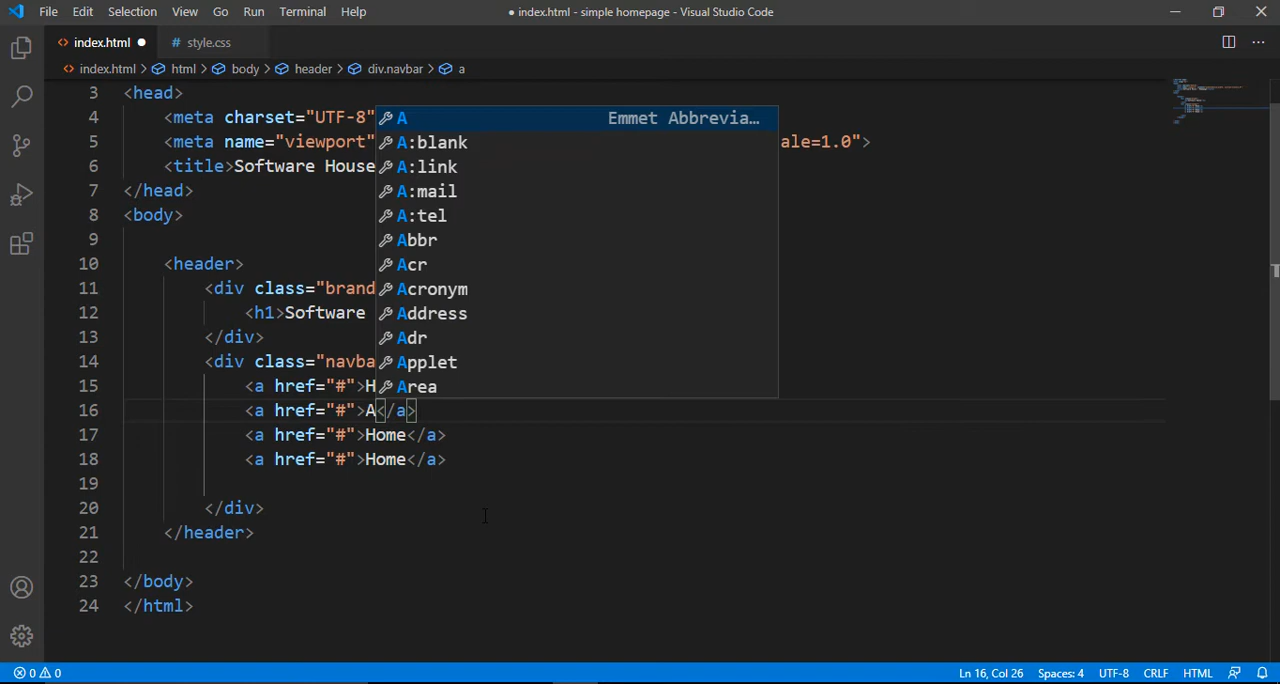 File Edit Selection View Go Run Terminal Help
● index.html - simple homepage - Visual Studio Code
index.html ●
# style.css
index.html > html > body > header > div.navbar > a
3 <head>
4 <meta charset="UTF-8"
5 <meta name="viewport" ale=1.0">
6 <title>Software House
7 </head>
8 <body>
9
10 <header>
11 <div class="brand
12 <h1>Software
13 </div>
14 <div class="navba
15 <a href="#">H
16 <a href="#">A</a>
17 <a href="#">Home</a>
18 <a href="#">Home</a>
19
20 </div>
21 </header>
22
23 </body>
24 </html>
A Emmet Abbrevia…
A:blank
A:link
A:mail
A:tel
Abbr
Acr
Acronym
Address
Adr
Applet
Area
0 0
Ln 16, Col 26 Spaces: 4 UTF-8 CRLF HTML